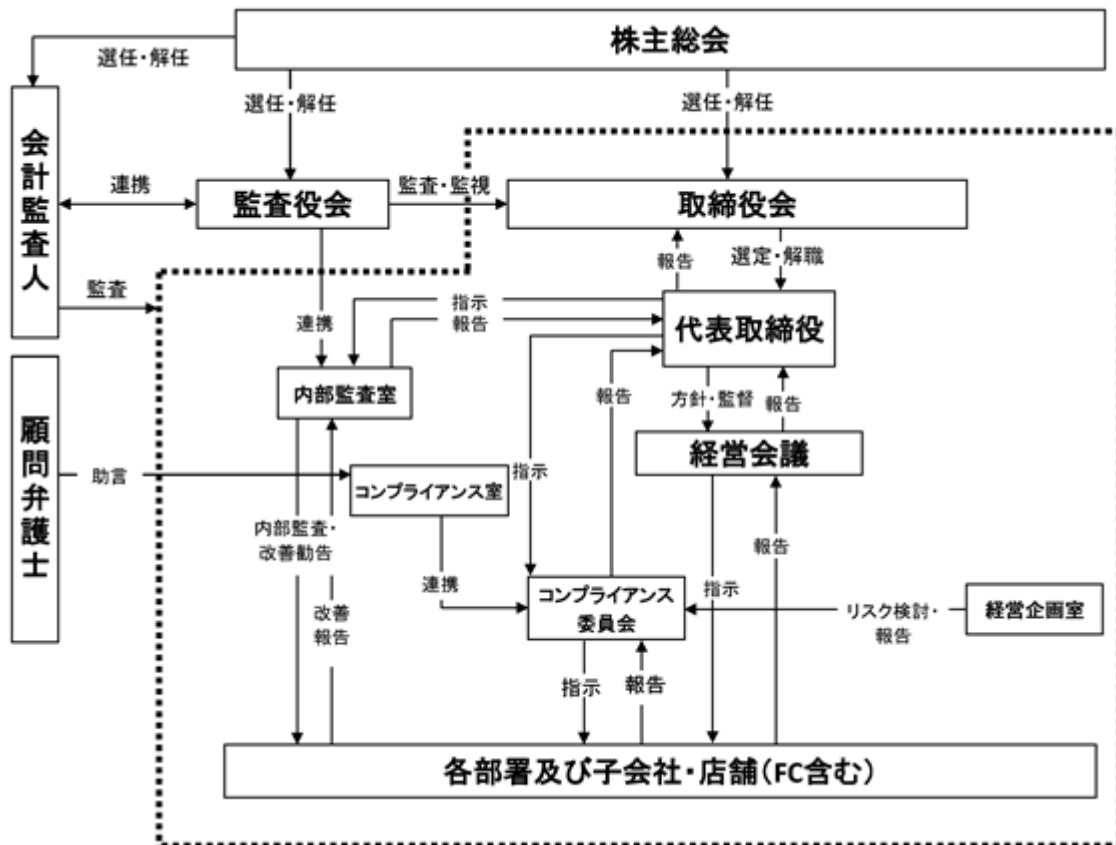 株主総会
選任・解任
選任・解任
選任・解任
会計監査人
連携
監査役会
監査・監視
取締役会
報告
選定・解職
監査
連携
指示
報告
代表取締役
内部監査室
報告
方針・監督
報告
顧問弁護士
経営会議
助言
コンプライアンス室
指示
内部監査・
改善勧告
報告
連携
コンプライアンス
委員会
指示
リスク検討・
報告
経営企画室
改善
報告
指示
報告
各部署及び子会社・店舗(FC含む)